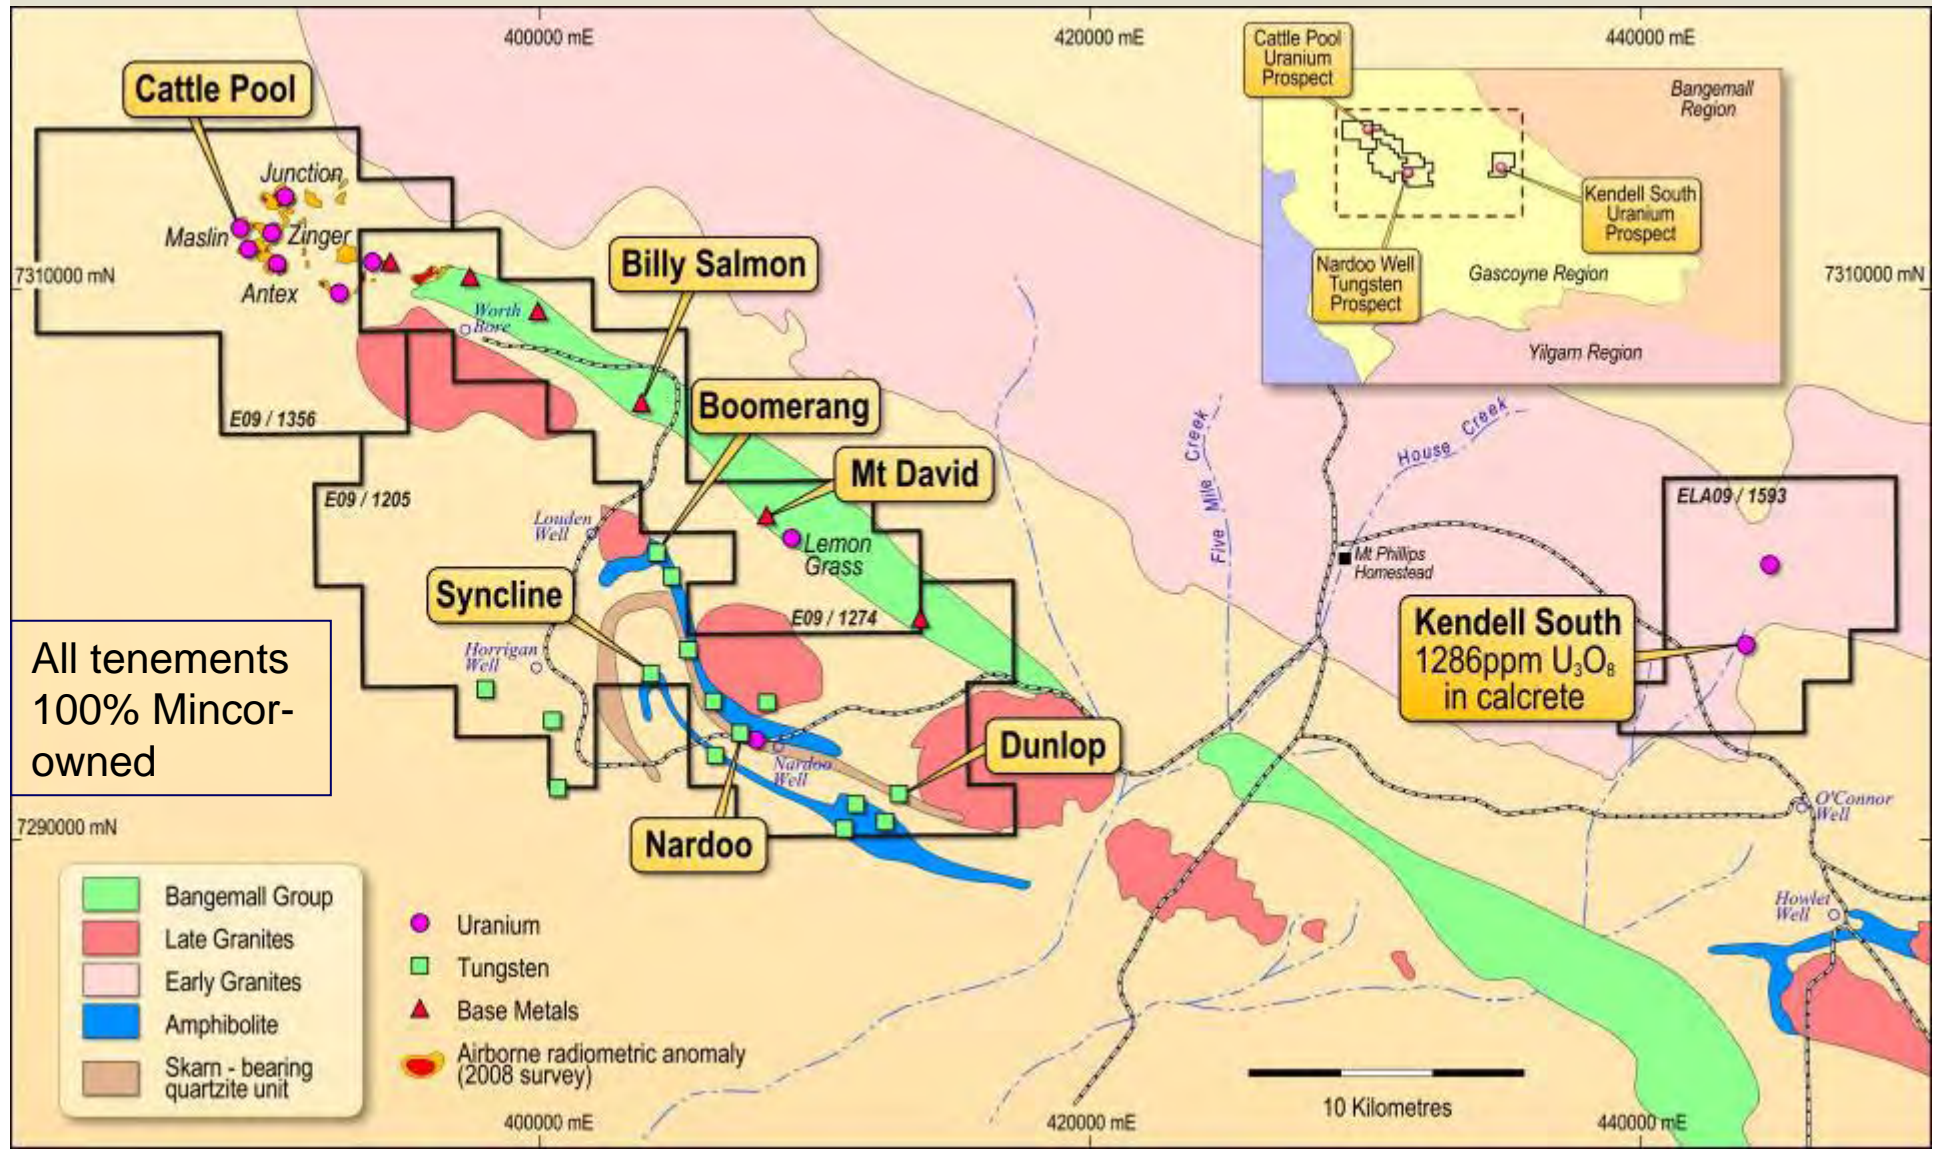 400000 mE
420000 mE
440000 mE
Cattle Pool
Uranium
Prospect
Bangemall
Region
Cattle Pool
Junction
Maslin
Zinger
Antex
7310000 mN
7310000 mN
Billy Salmon
Kendell South
Uranium
Prospect
Nardoo Well
Tungsten
Prospect
Gascoyne Region
Yilgarn Region
Worth
Bore
Boomerang
E09 / 1356
Mt David
E09 / 1205
Five Mile Creek
House Creek
ELA09 / 1593
Louden
Well
Lemon
Grass
Mt Phillips
Homestead
Syncline
E09 / 1274
Kendell South
1286ppm U₃O₈
in calcrete
Horrigan
Well
All tenements
100% Mincor-
owned
Dunlop
Nardoo
Well
O'Connor
Well
7290000 mN
Nardoo
Howlet
Well
Bangemall Group
Late Granites
Early Granites
Amphibolite
Skarn - bearing
quartzite unit
Uranium
Tungsten
Base Metals
Airborne radiometric anomaly
(2008 survey)
10 Kilometres
400000 mE
420000 mE
440000 mE